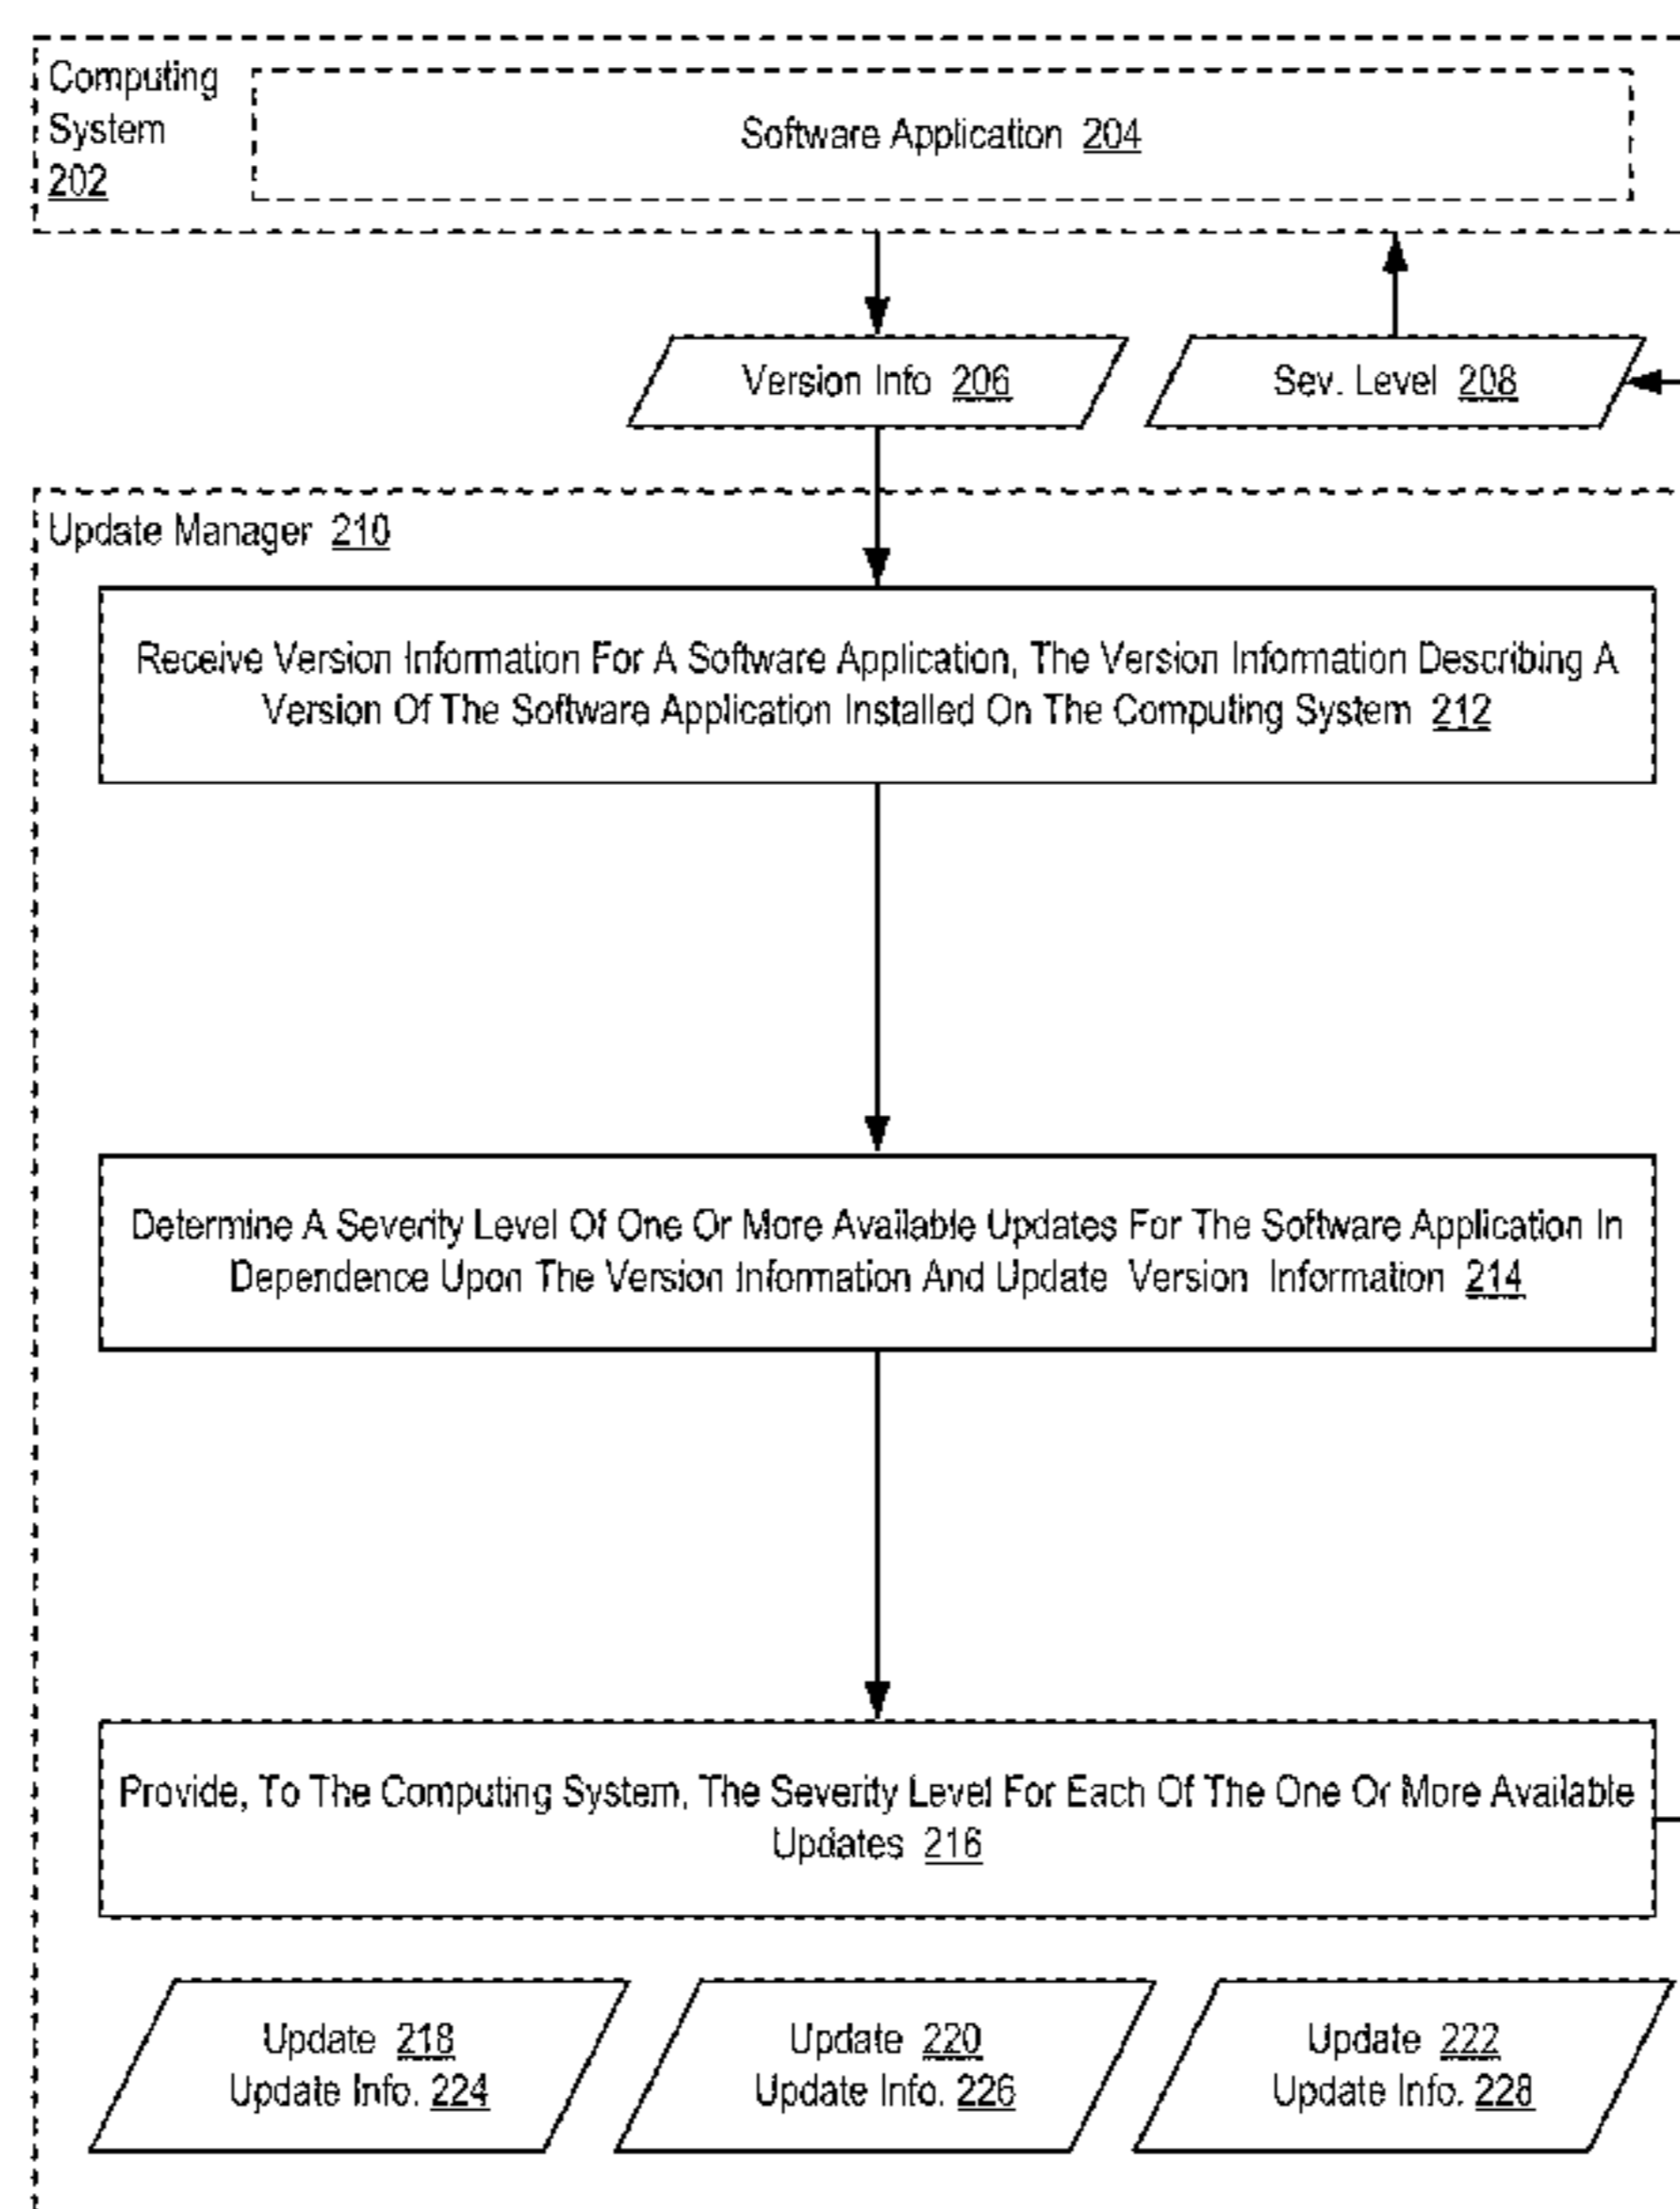 Computing
System
202
Software Application 204
Version Info 206
Sev. Level 208
Update Manager 210
Receive Version Information For A Software Application, The Version Information Describing A
Version Of The Software Application Installed On The Computing System 212
Determine A Severity Level Of One Or More Available Updates For The Software Application In
Dependence Upon The Version Information And Update Version Information 214
Provide, To The Computing System, The Severity Level For Each Of The One Or More Available
Updates 216
Update 218
Update Info. 224
Update 220
Update Info. 226
Update 222
Update Info. 228